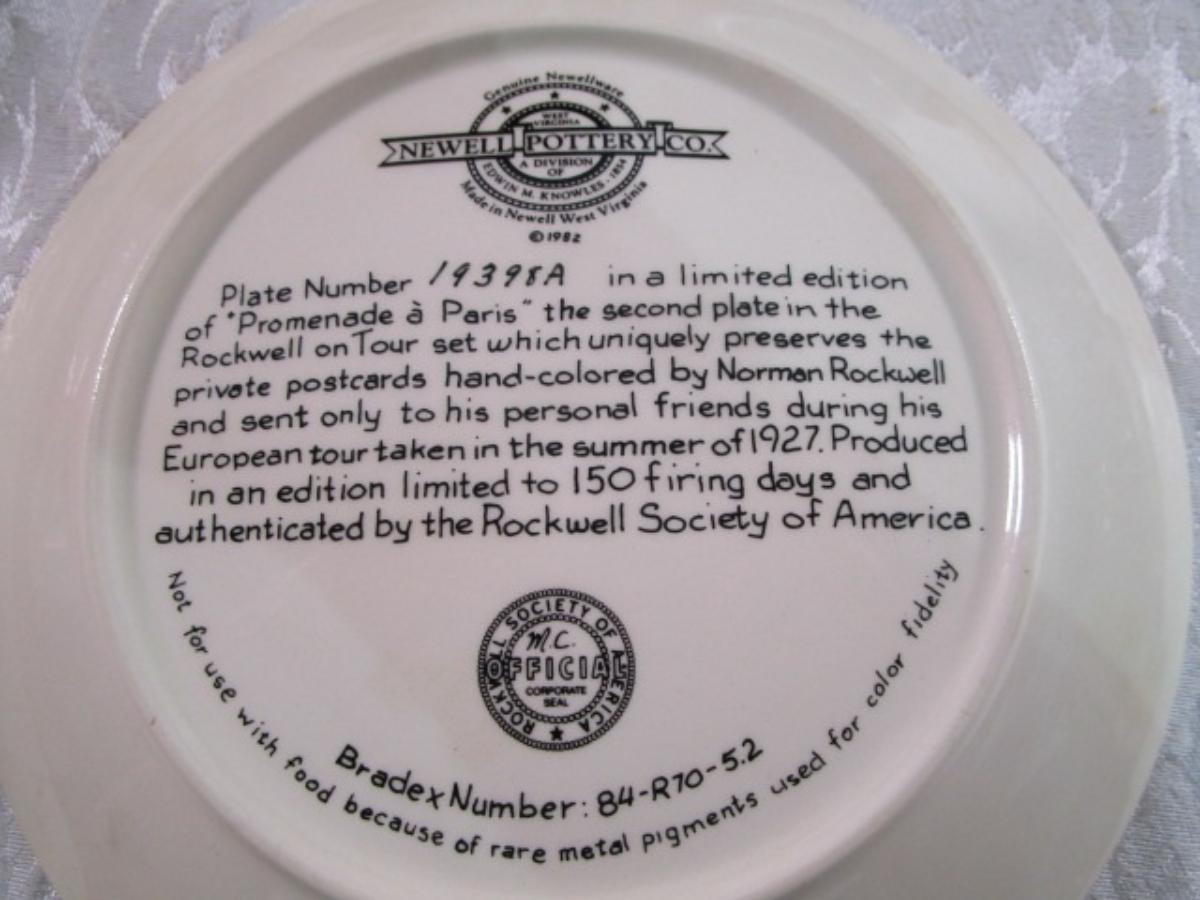 Genuine Newellware
WEST
VIRGINIA
NEWELL POTTERY CO.
A DIVISION
OF
EDWIN M. KNOWLES · 1854
Made in Newell West Virginia
©1982
Plate Number 19398A in a limited edition
of "Promenade à Paris" the second plate in the
Rockwell on Tour set which uniquely preserves the
private postcards hand-colored by Norman Rockwell
and sent only to his personal friends during his
European tour taken in the summer of 1927. Produced
in an edition limited to 150 firing days and
authenticated by the Rockwell Society of America.
ROCKWELL SOCIETY OF AMERICA
M.C.
OFFICIAL
CORPORATE
SEAL
Bradex Number: 84-R70-5.2
Not for use with food because of rare metal pigments used for color fidelity